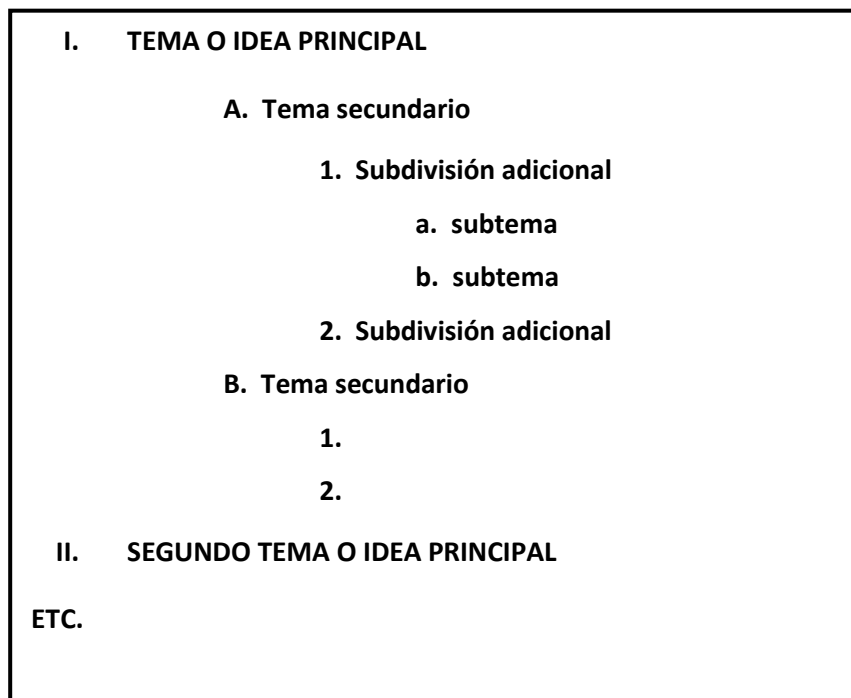 I. TEMA O IDEA PRINCIPAL
A. Tema secundario
1. Subdivisión adicional
a. subtema
b. subtema
2. Subdivisión adicional
B. Tema secundario
1.
2.
II. SEGUNDO TEMA O IDEA PRINCIPAL
ETC.